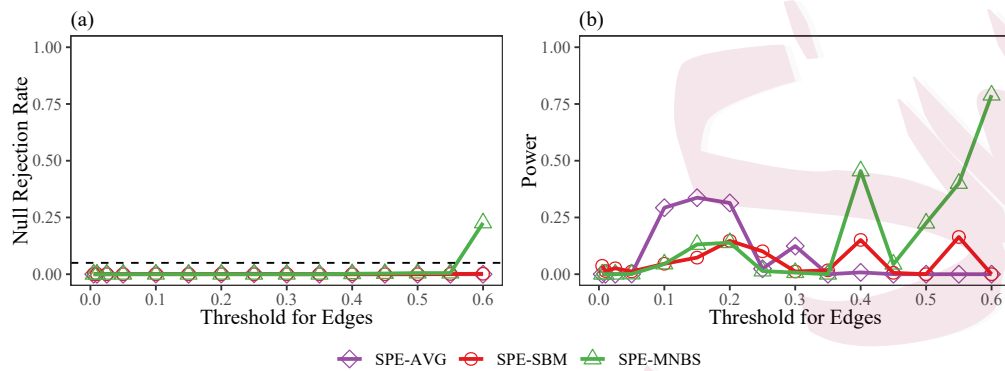 (a)
(b)
Null Rejection Rate
1.00
0.75
0.50
0.25
0.00
0.0 0.1 0.2 0.3 0.4 0.5 0.6
Threshold for Edges
Power
1.00
0.75
0.50
0.25
0.00
0.0 0.1 0.2 0.3 0.4 0.5 0.6
Threshold for Edges
SPE-AVG SPE-SBM SPE-MNBS